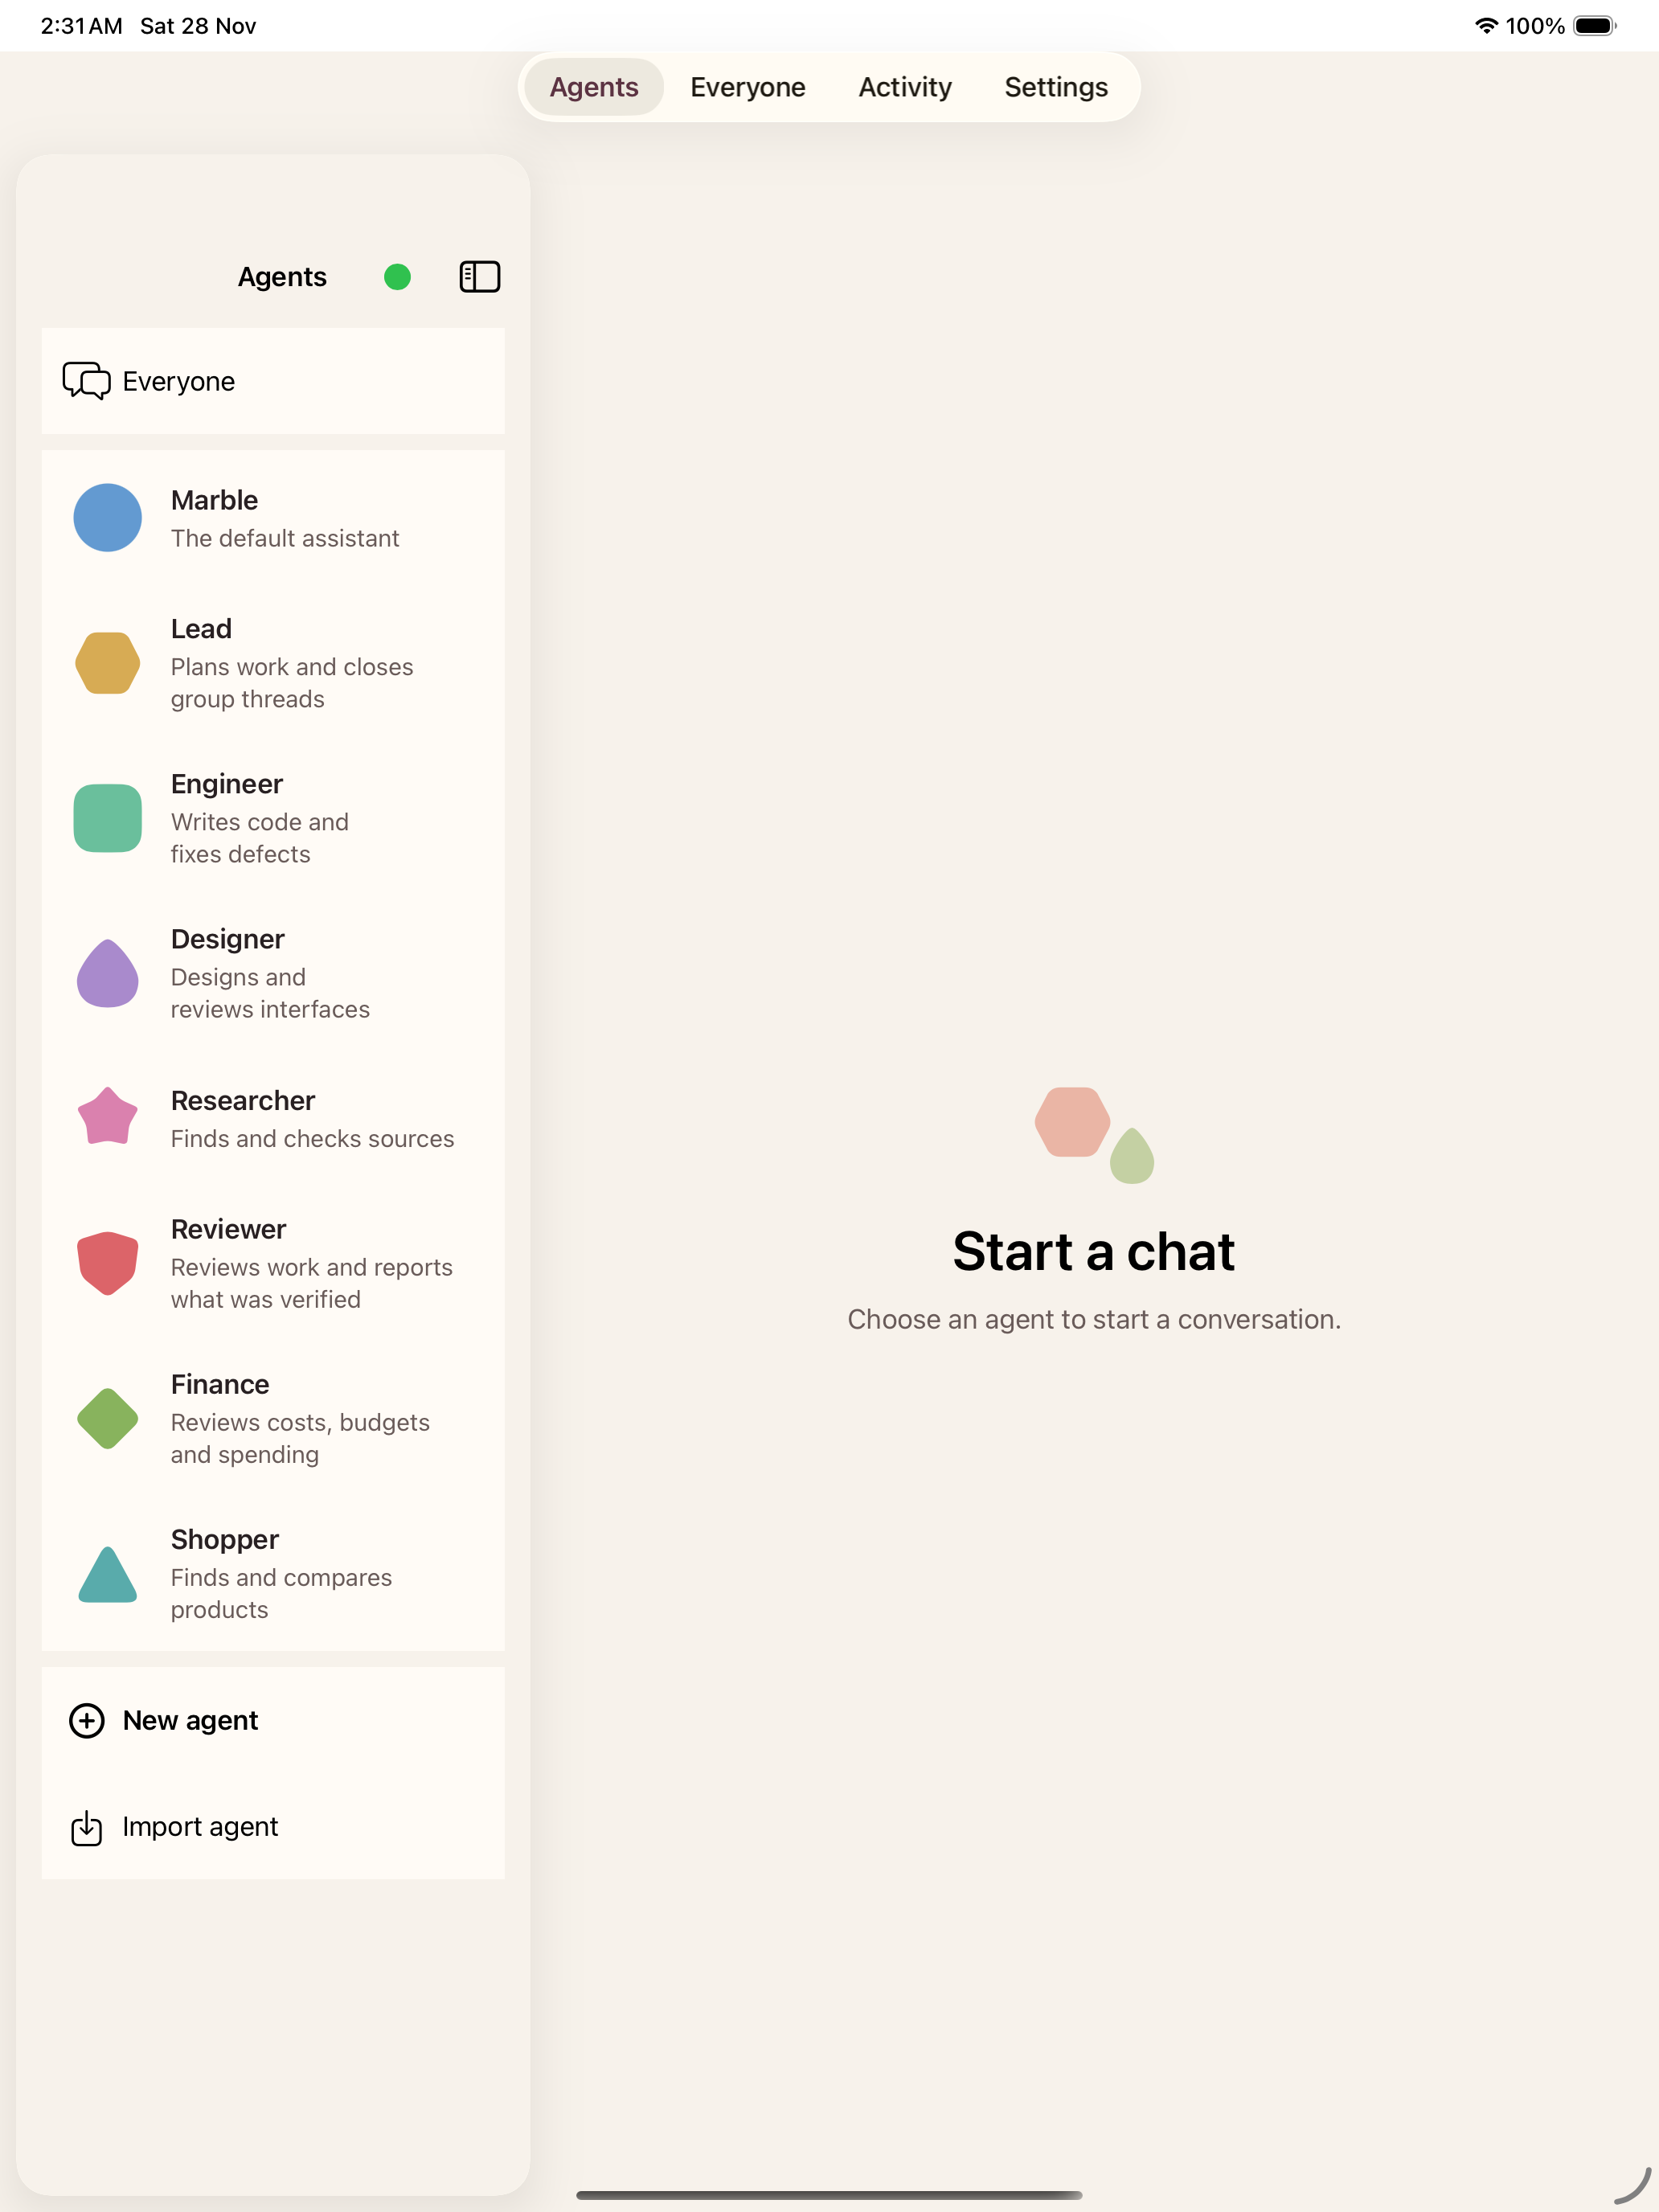 2:31 AM Sat 28 Nov
100%
Agents Everyone Activity Settings
Agents
Everyone
Marble
The default assistant
Lead
Plans work and closes
group threads
Engineer
Writes code and
fixes defects
Designer
Designs and
reviews interfaces
Researcher
Finds and checks sources
Reviewer
Reviews work and reports
what was verified
Finance
Reviews costs, budgets
and spending
Shopper
Finds and compares
products
New agent
Import agent
Start a chat
Choose an agent to start a conversation.